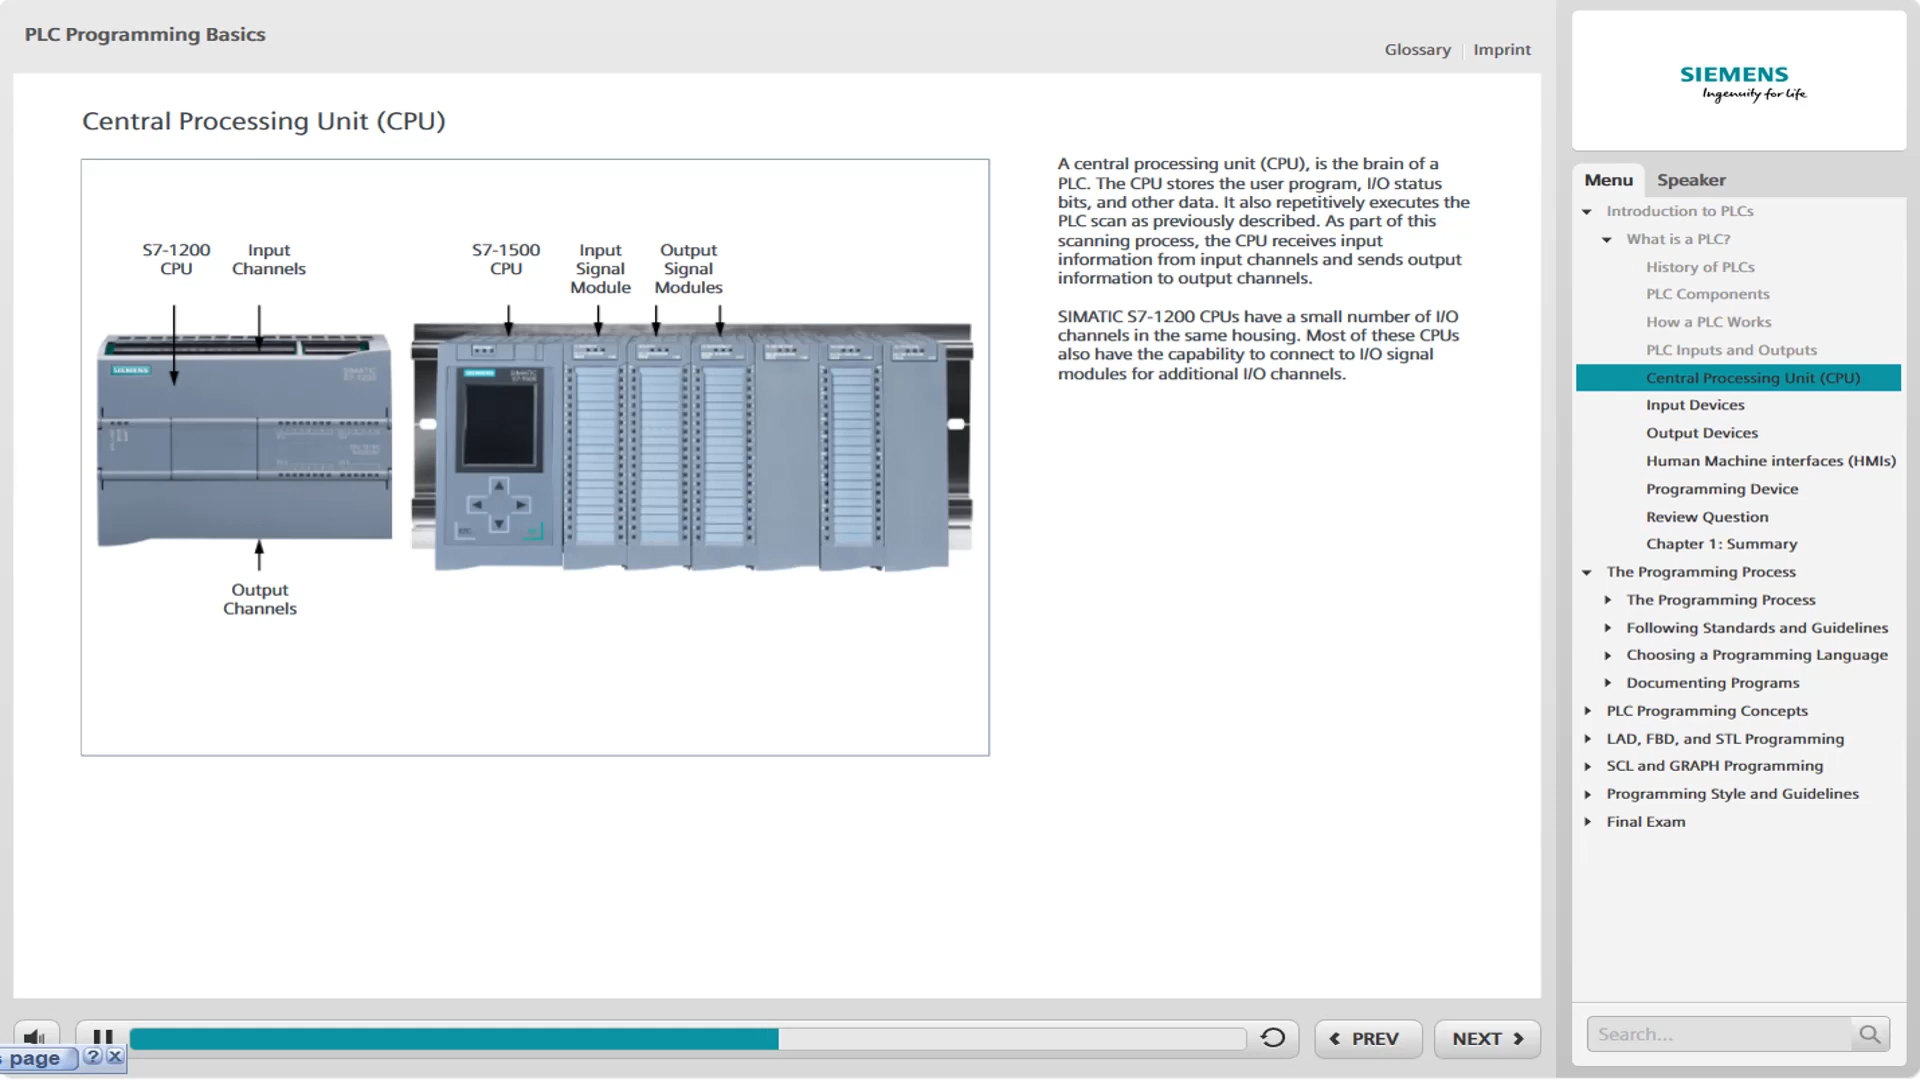 PLC Programming Basics
Glossary
Imprint
SIEMENS
Ingenuity for life
Central Processing Unit (CPU)
S7-1200
CPU
Input
Channels
S7-1500
CPU
Input
Signal
Module
Output
Signal
Modules
SIEMENS
SIMATIC
S7-1200
SIEMENS
SIMATIC
S7-1500
Output
Channels
A central processing unit (CPU), is the brain of a
PLC. The CPU stores the user program, I/O status
bits, and other data. It also repetitively executes the
PLC scan as previously described. As part of this
scanning process, the CPU receives input
information from input channels and sends output
information to output channels.
SIMATIC S7-1200 CPUs have a small number of I/O
channels in the same housing. Most of these CPUs
also have the capability to connect to I/O signal
modules for additional I/O channels.
Menu
Speaker
Introduction to PLCs
What is a PLC?
History of PLCs
PLC Components
How a PLC Works
PLC Inputs and Outputs
Central Processing Unit (CPU)
Input Devices
Output Devices
Human Machine interfaces (HMIs)
Programming Device
Review Question
Chapter 1: Summary
The Programming Process
The Programming Process
Following Standards and Guidelines
Choosing a Programming Language
Documenting Programs
PLC Programming Concepts
LAD, FBD, and STL Programming
SCL and GRAPH Programming
Programming Style and Guidelines
Final Exam
s page
?
PREV
NEXT
Search...